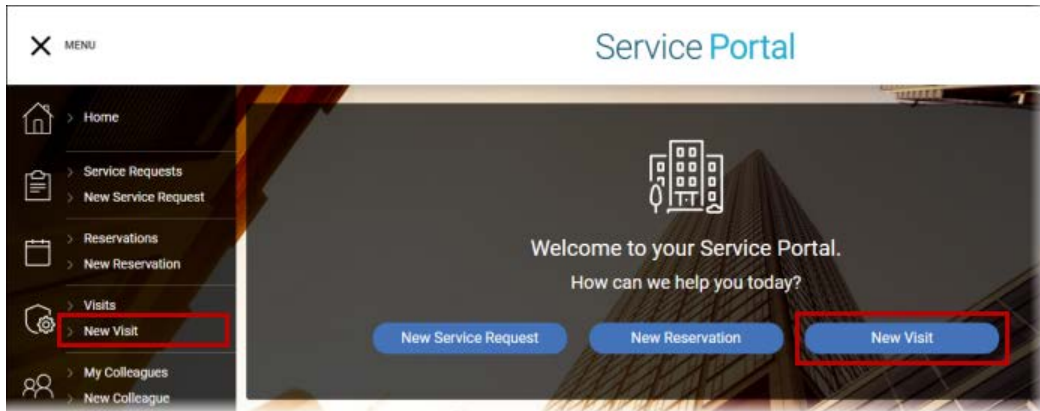 MENU
Service Portal
Home
Service Requests
New Service Request
Reservations
New Reservation
Visits
New Visit
My Colleagues
New Colleague
Welcome to your Service Portal.
How can we help you today?
New Service Request
New Reservation
New Visit